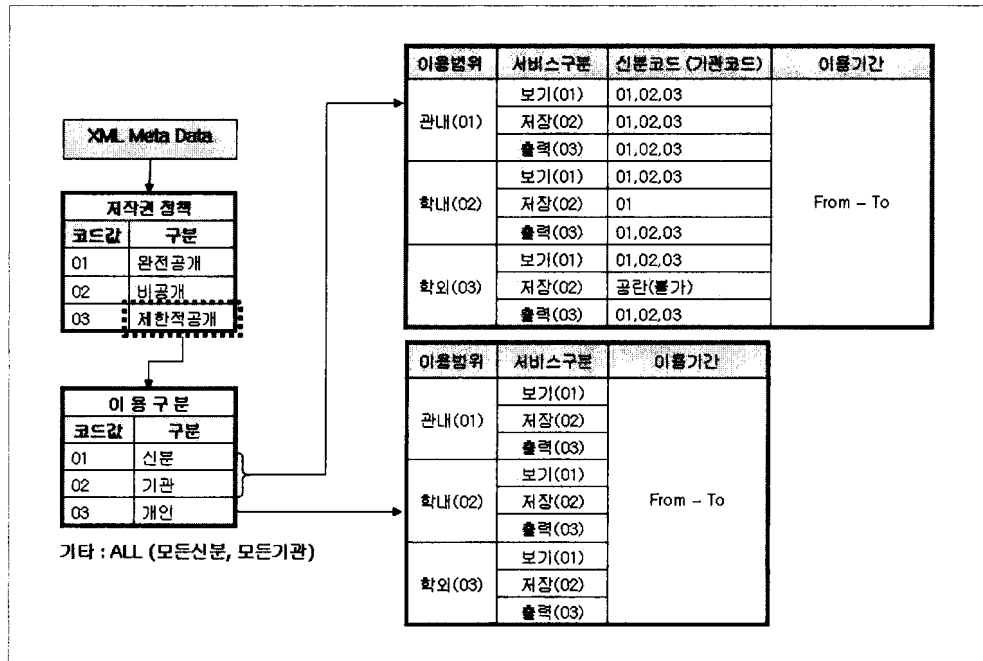 XML Meta Data
저작권 정책
코드값 구분
01 완전공개
02 비공개
03 제한적공개
이 용 구 분
코드값 구분
01 신분
02 기관
03 개인
기타 : ALL (모든신분, 모든기관)
이용범위 서비스구분 신분코드 (기관코드) 이용기간
관내(01) 보기(01) 01,02,03
저장(02) 01,02,03
출력(03) 01,02,03
학내(02) 보기(01) 01,02,03
저장(02) 01
출력(03) 01,02,03
학외(03) 보기(01) 01,02,03
저장(02) 공란(불가)
출력(03) 01,02,03
From – To
이용범위 서비스구분 이용기간
관내(01) 보기(01)
저장(02)
출력(03)
학내(02) 보기(01)
저장(02)
출력(03)
학외(03) 보기(01)
저장(02)
출력(03)
From – To